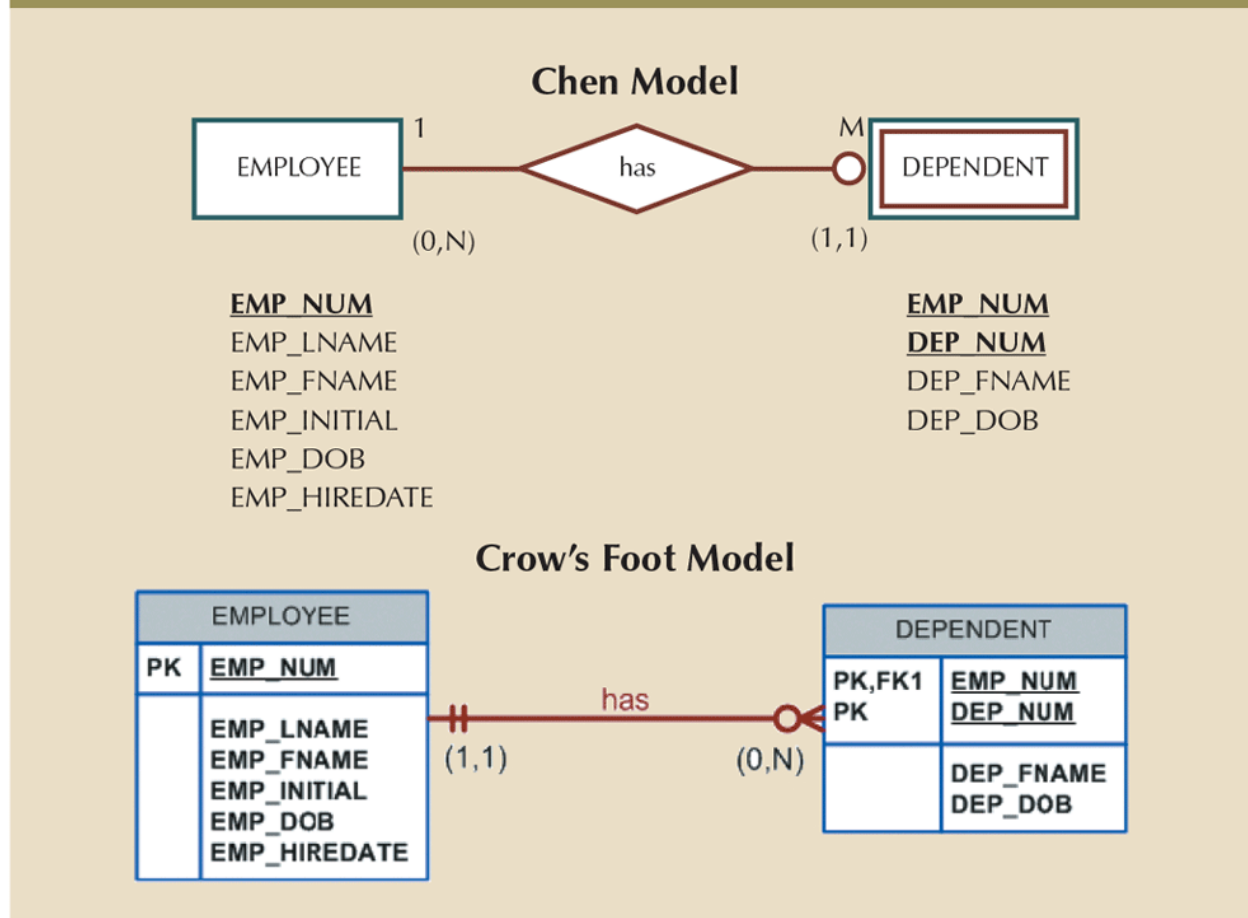 Chen Model
1
M
EMPLOYEE
has
DEPENDENT
(0,N)
(1,1)
EMP_NUM
EMP_LNAME
EMP_FNAME
EMP_INITIAL
EMP_DOB
EMP_HIREDATE
EMP_NUM
DEP_NUM
DEP_FNAME
DEP_DOB
Crow's Foot Model
EMPLOYEE
PK EMP_NUM
EMP_LNAME
EMP_FNAME
EMP_INITIAL
EMP_DOB
EMP_HIREDATE
has
(1,1)
(0,N)
DEPENDENT
PK,FK1 EMP_NUM
PK DEP_NUM
DEP_FNAME
DEP_DOB